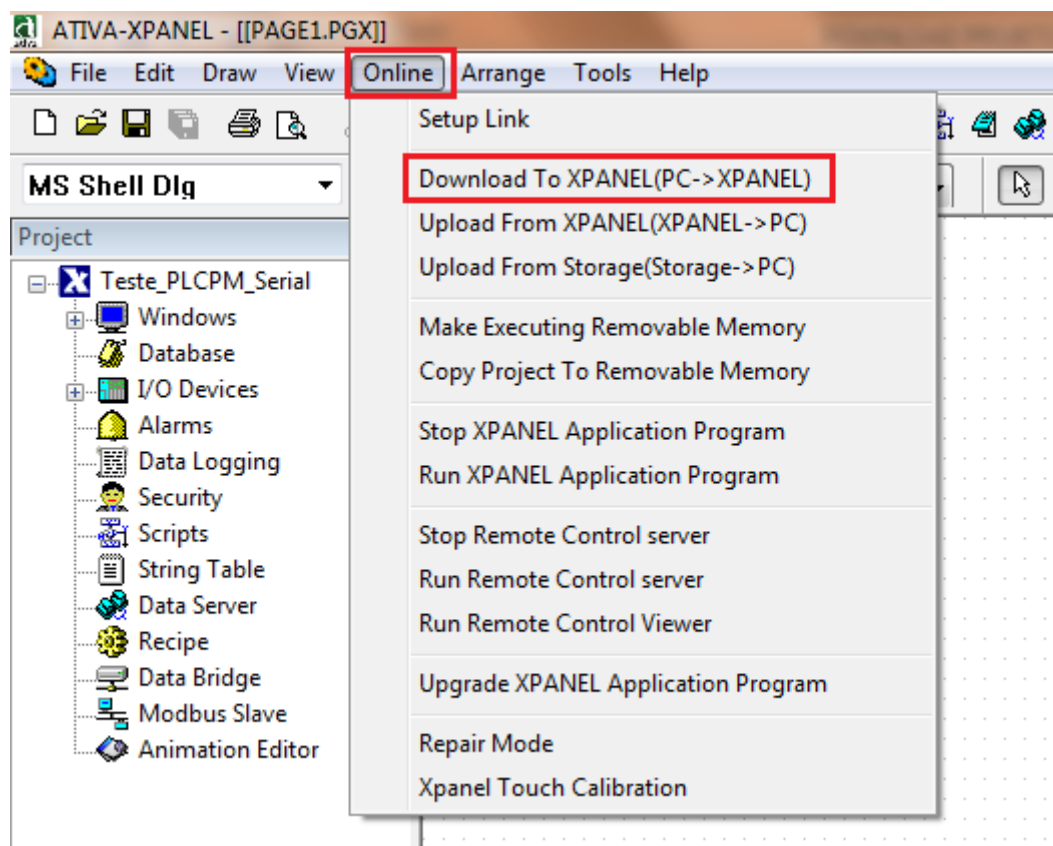 ATIVA-XPANEL - [[PAGE1.PGX]]
File Edit Draw View Online Arrange Tools Help
MS Shell Dlg
Project
Teste_PLCPM_Serial
Windows
Database
I/O Devices
Alarms
Data Logging
Security
Scripts
String Table
Data Server
Recipe
Data Bridge
Modbus Slave
Animation Editor
Setup Link
Download To XPANEL(PC->XPANEL)
Upload From XPANEL(XPANEL->PC)
Upload From Storage(Storage->PC)
Make Executing Removable Memory
Copy Project To Removable Memory
Stop XPANEL Application Program
Run XPANEL Application Program
Stop Remote Control server
Run Remote Control server
Run Remote Control Viewer
Upgrade XPANEL Application Program
Repair Mode
Xpanel Touch Calibration